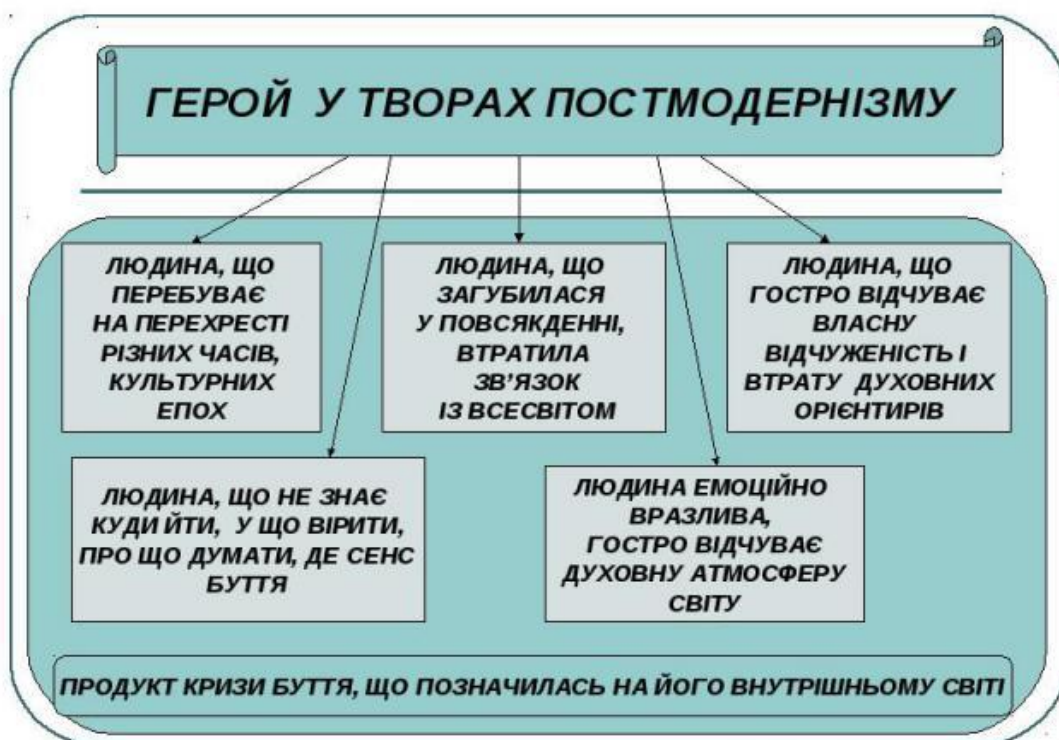 ГЕРОЙ У ТВОРАХ ПОСТМОДЕРНІЗМУ
ЛЮДИНА, ЩО
ПЕРЕБУВАЄ
НА ПЕРЕХРЕСТІ
РІЗНИХ ЧАСІВ,
КУЛЬТУРНИХ
ЕПОХ
ЛЮДИНА, ЩО
ЗАГУБИЛАСЯ
У ПОВСЯКДЕННІ,
ВТРАТИЛА
ЗВ'ЯЗОК
ІЗ ВСЕСВІТОМ
ЛЮДИНА, ЩО
ГОСТРО ВІДЧУВАЄ
ВЛАСНУ
ВІДЧУЖЕНІСТЬ І
ВТРАТУ ДУХОВНИХ
ОРІЄНТИРІВ
ЛЮДИНА, ЩО НЕ ЗНАЄ
КУДИ ЙТИ, У ЩО ВІРИТИ,
ПРО ЩО ДУМАТИ, ДЕ СЕНС
БУТТЯ
ЛЮДИНА ЕМОЦІЙНО
ВРАЗЛИВА,
ГОСТРО ВІДЧУВАЄ
ДУХОВНУ АТМОСФЕРУ
СВІТУ
ПРОДУКТ КРИЗИ БУТТЯ, ЩО ПОЗНАЧИЛАСЬ НА ЙОГО ВНУТРІШНЬОМУ СВІТІ